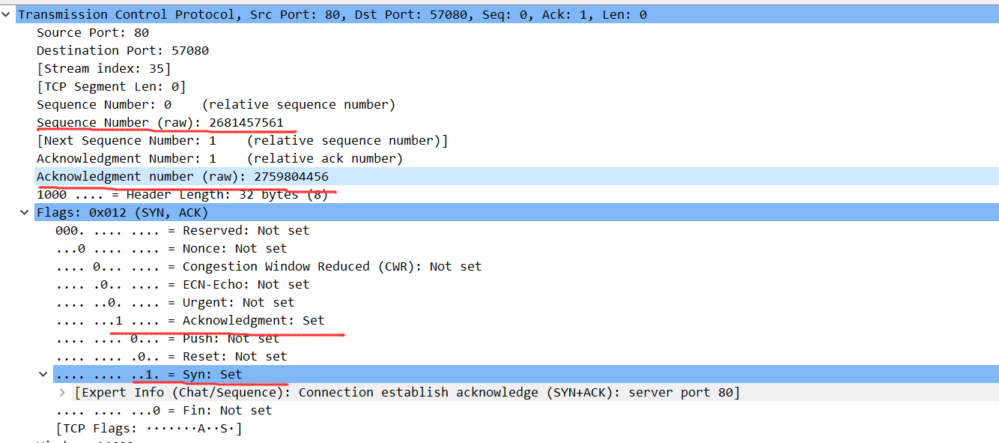 Transmission Control Protocol, Src Port: 80, Dst Port: 57080, Seq: 0, Ack: 1, Len: 0
Source Port: 80
Destination Port: 57080
[Stream index: 35]
[TCP Segment Len: 0]
Sequence Number: 0    (relative sequence number)
Sequence Number (raw): 2681457561
[Next Sequence Number: 1    (relative sequence number)]
Acknowledgment Number: 1    (relative ack number)
Acknowledgment number (raw): 2759804456
1000 .... = Header Length: 32 bytes (8)
Flags: 0x012 (SYN, ACK)
000. .... .... = Reserved: Not set
...0 .... .... = Nonce: Not set
.... 0... .... = Congestion Window Reduced (CWR): Not set
.... .0.. .... = ECN-Echo: Not set
.... ..0. .... = Urgent: Not set
.... ...1 .... = Acknowledgment: Set
.... .... 0... = Push: Not set
.... .... .0.. = Reset: Not set
.... .... ..1. = Syn: Set
[Expert Info (Chat/Sequence): Connection establish acknowledge (SYN+ACK): server port 80]
.... .... ...0 = Fin: Not set
[TCP Flags: ·······A··S·]